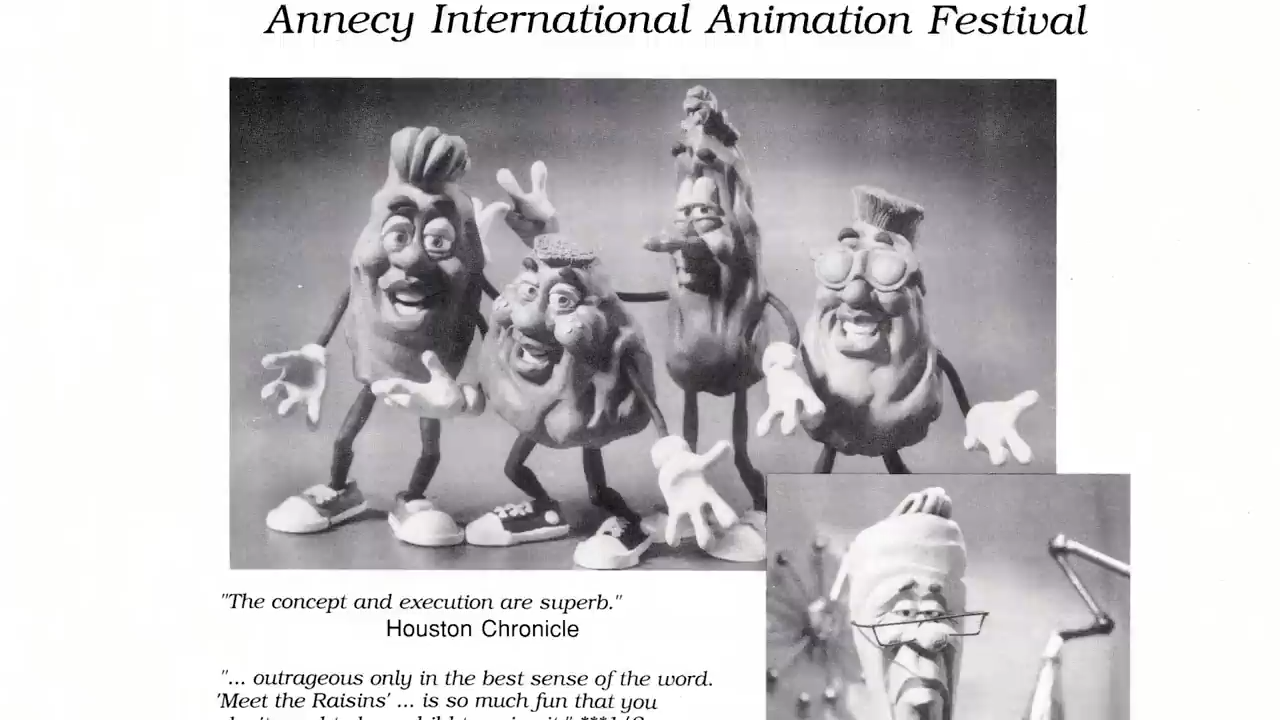 Annecy International Animation Festival
"The concept and execution are superb."
Houston Chronicle
"... outrageous only in the best sense of the word.
'Meet the Raisins' ... is so much fun that you